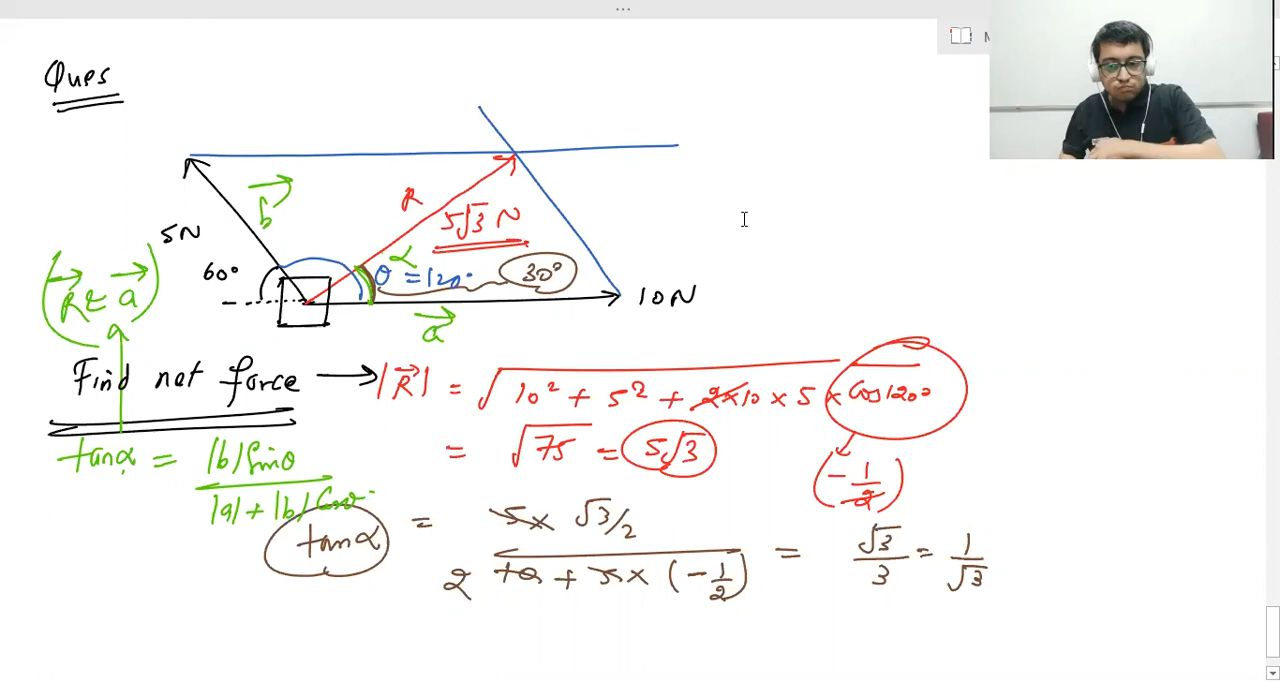 Ques
5N
60°
b
R
5√3 N
α
θ = 120°
30°
10N
a
(R & a)
Find net force → |R| = √10² + 5² + 2×10 × 5 × Cos120°
= √75 = 5√3
(-1/2)
tanα = |b|Sinθ / |a| + |b| Cosθ
tanα = 5× √3/2 / 10 + 5× (-1/2) = √3/3 = 1/√3
2
M